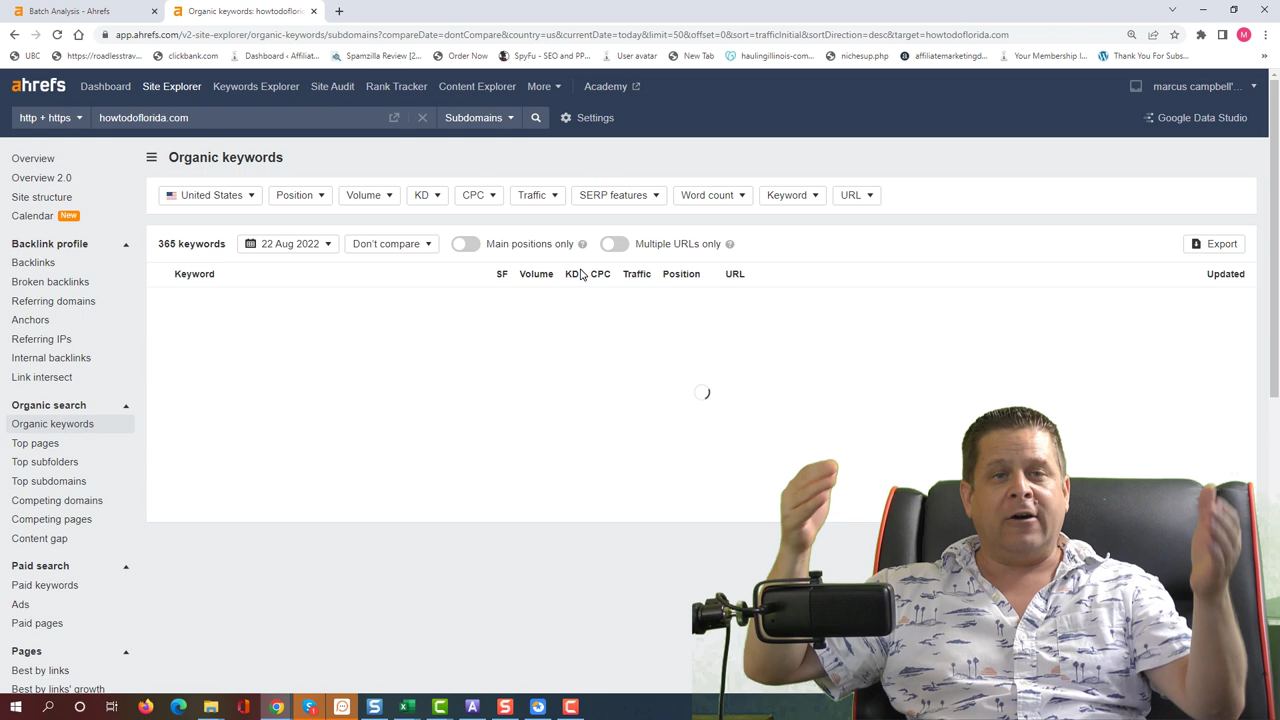 Batch Analysis - Ahrefs
Organic keywords: howtodoflorid
app.ahrefs.com/v2-site-explorer/organic-keywords/subdomains?compareDate=dontCompare&country=us&currentDate=today&limit=50&offset=0&sort=trafficInitial&sortDirection=desc&target=howtodoflorida.com
M
UBC https://roadlesstrav... clickbank.com Dashboard ‹ Affiliat... Spamzilla Review [2... Order Now SpyFu - SEO and PP... User avatar New Tab haulingillinois-com... nichesup.com affiliatemarketingd... Your Membership I... Thank You For Subs... »
ahrefs Dashboard Site Explorer Keywords Explorer Site Audit Rank Tracker Content Explorer More Academy marcus campbell'...
http + https howtodoflorida.com Subdomains Settings Google Data Studio
Overview
Overview 2.0
Site structure
Calendar New
Backlink profile
Backlinks
Broken backlinks
Referring domains
Anchors
Referring IPs
Internal backlinks
Link intersect
Organic search
Organic keywords
Top pages
Top subfolders
Top subdomains
Competing domains
Competing pages
Content gap
Paid search
Paid keywords
Ads
Paid pages
Pages
Best by links
Best by links' growth
Organic keywords
United States Position Volume KD CPC Traffic SERP features Word count Keyword URL
365 keywords 22 Aug 2022 Don't compare Main positions only ? Multiple URLs only ? Export
Keyword SF Volume KD CPC Traffic Position URL Updated